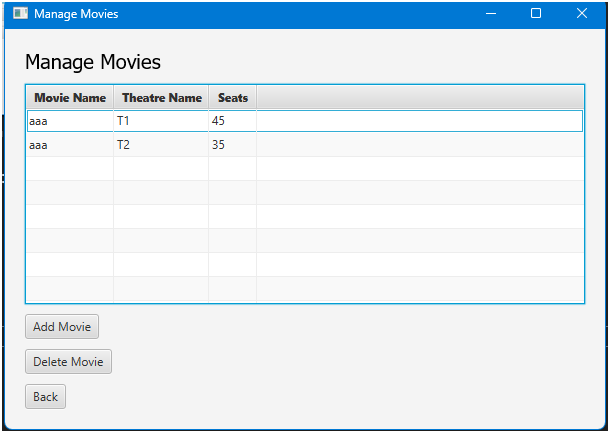 Manage Movies
Manage Movies
Movie Name Theatre Name Seats
aaa T1 45
aaa T2 35
Add Movie
Delete Movie
Back